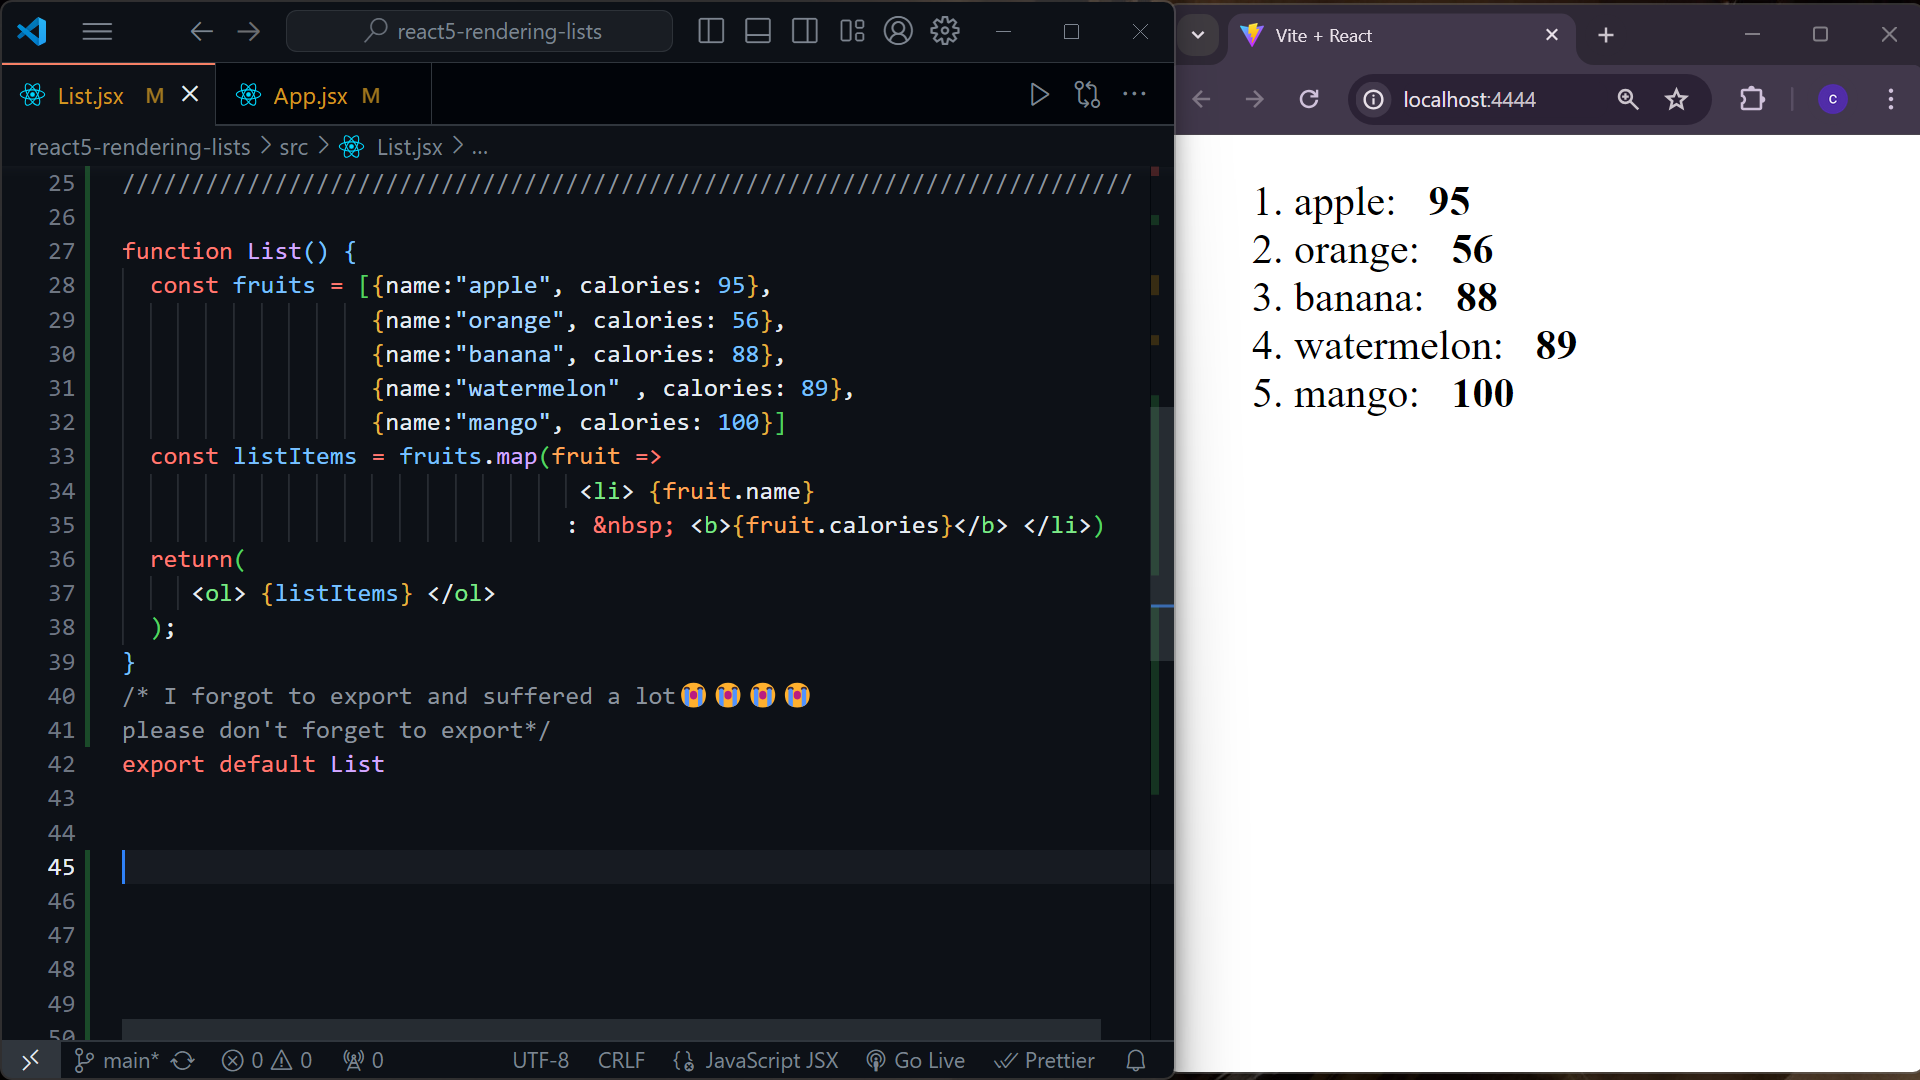 react5-rendering-lists
List.jsx M
App.jsx M
react5-rendering-lists > src > List.jsx > ...
25 /////////////////////////////////////////////////////////////////////////
26
27 function List() {
28 const fruits = [{name:"apple", calories: 95},
29 {name:"orange", calories: 56},
30 {name:"banana", calories: 88},
31 {name:"watermelon" , calories: 89},
32 {name:"mango", calories: 100}]
33 const listItems = fruits.map(fruit =>
34 <li> {fruit.name}
35 : &nbsp; <b>{fruit.calories}</b> </li>)
36 return(
37 <ol> {listItems} </ol>
38 );
39 }
40 /* I forgot to export and suffered a lot😭😭😭😭
41 please don't forget to export*/
42 export default List
43
44
45
46
47
48
49
50
main* 0 0 0 UTF-8 CRLF JavaScript JSX Go Live Prettier
Vite + React
localhost:4444
c
1. apple: 95
2. orange: 56
3. banana: 88
4. watermelon: 89
5. mango: 100